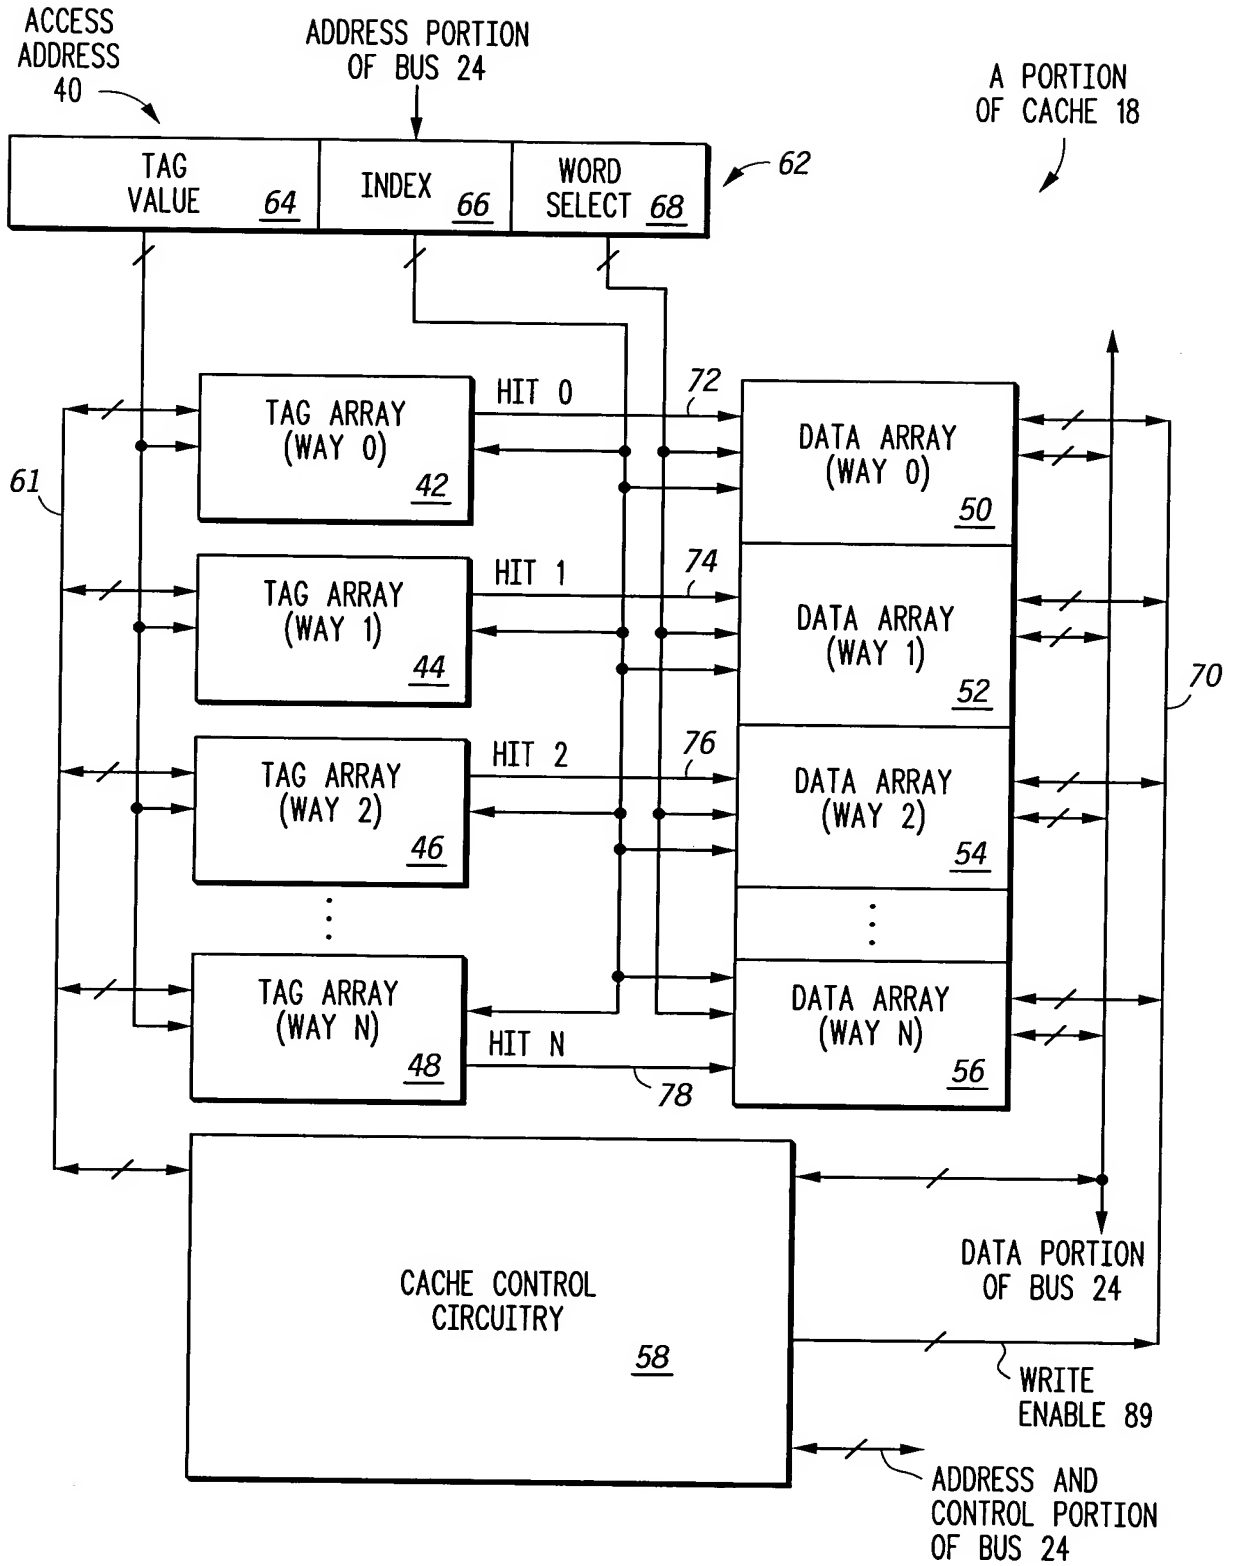 ACCESS
ADDRESS
40
ADDRESS PORTION
OF BUS 24
A PORTION
OF CACHE 18
TAG
VALUE 64
INDEX 66
WORD
SELECT 68
62
61
TAG ARRAY
(WAY 0)
42
HIT 0
72
DATA ARRAY
(WAY 0)
50
TAG ARRAY
(WAY 1)
44
HIT 1
74
DATA ARRAY
(WAY 1)
52
70
TAG ARRAY
(WAY 2)
46
HIT 2
76
DATA ARRAY
(WAY 2)
54
TAG ARRAY
(WAY N)
48
HIT N
78
DATA ARRAY
(WAY N)
56
CACHE CONTROL
CIRCUITRY
58
DATA PORTION
OF BUS 24
WRITE
ENABLE 89
ADDRESS AND
CONTROL PORTION
OF BUS 24